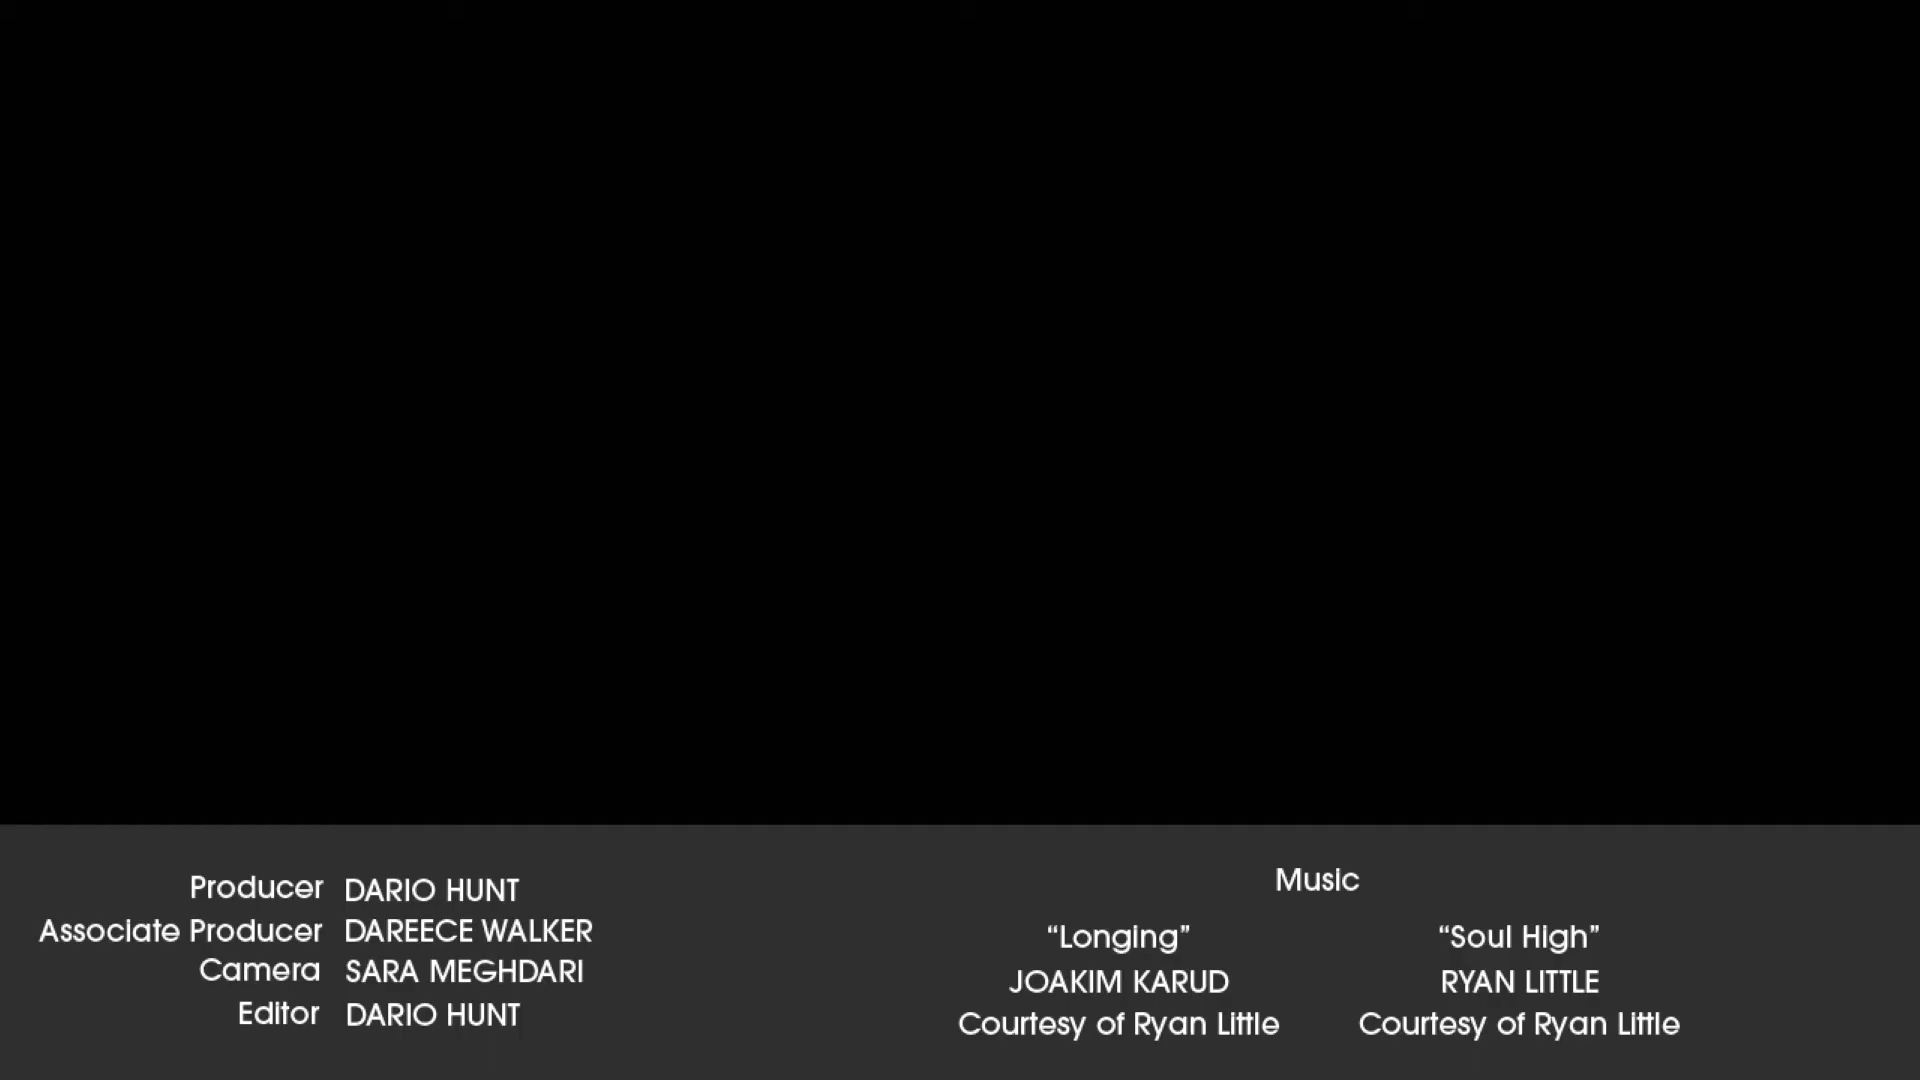 Producer DARIO HUNT
Associate Producer DAREECE WALKER
Camera SARA MEGHDARI
Editor DARIO HUNT
Music
“Longing”
JOAKIM KARUD
Courtesy of Ryan Little
“Soul High”
RYAN LITTLE
Courtesy of Ryan Little